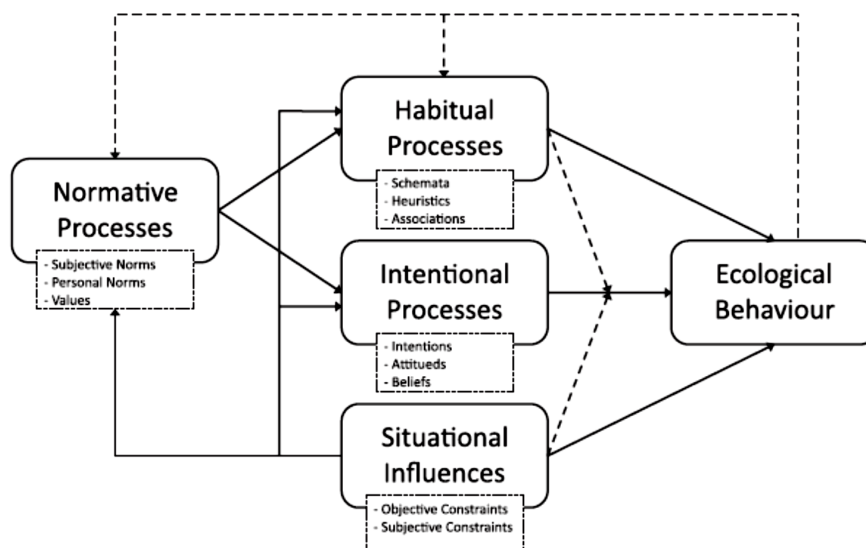 Habitual
Processes
- Schemata
- Heuristics
- Associations
Normative
Processes
- Subjective Norms
- Personal Norms
- Values
Intentional
Processes
- Intentions
- Attitueds
- Beliefs
Ecological
Behaviour
Situational
Influences
- Objective Constraints
- Subjective Constraints